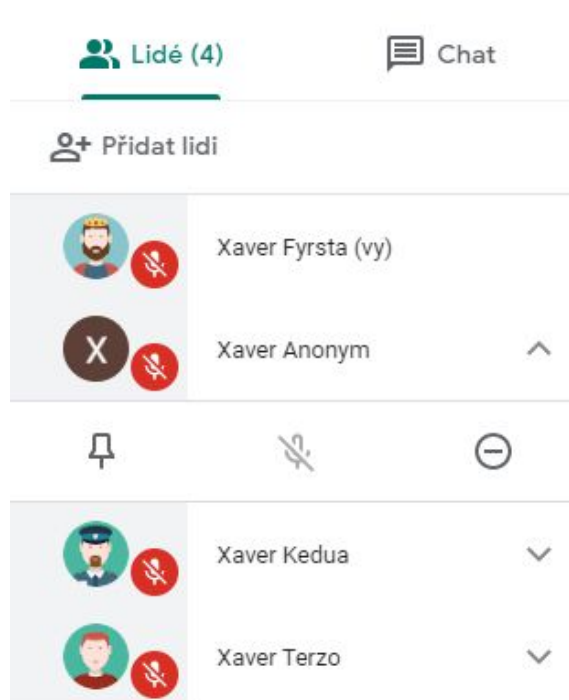 Lidé (4)
Chat
Přidat lidi
Xaver Fyrsta (vy)
X
Xaver Anonym
Xaver Kedua
Xaver Terzo